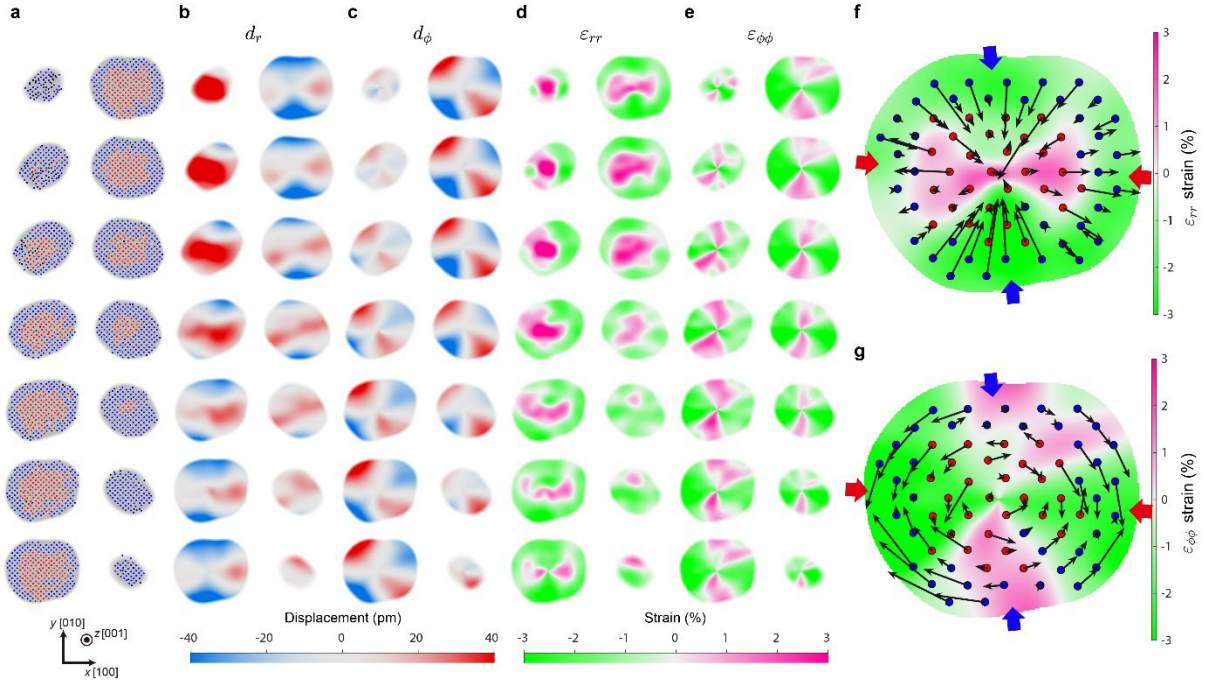 a
b
c
d
e
f
d_r
d_ϕ
ε_rr
ε_ϕϕ
3
2
1
0
-1
-2
-3
ε_rr strain (%)
g
3
2
1
0
-1
-2
-3
ε_ϕϕ strain (%)
y [010]
z [001]
x [100]
Displacement (pm)
-40
-20
0
20
40
Strain (%)
-3
-2
-1
0
1
2
3